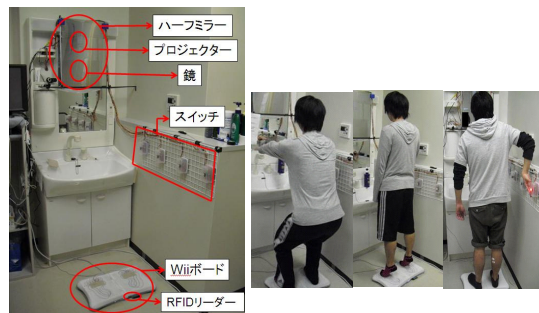 ハーフミラー
プロジェクター
鏡
スイッチ
Wiiボード
RFIDリーダー